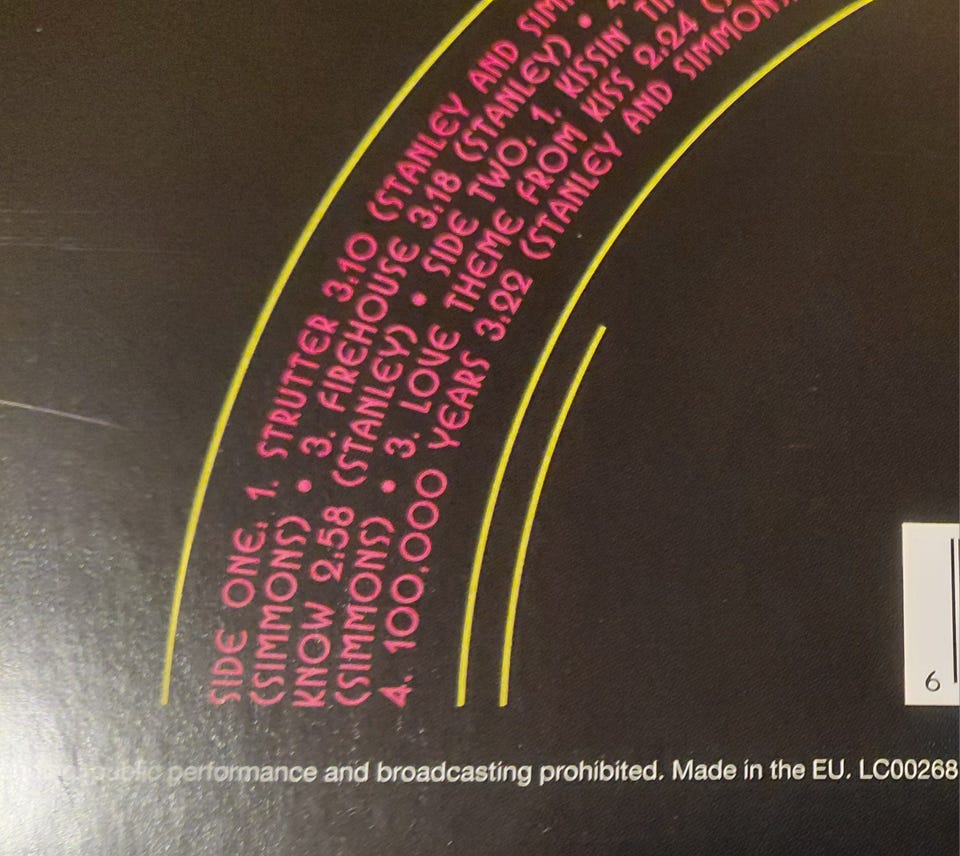 SIDE ONE: 1. STRUTTER 3:10 (STANLEY AND
(SIMMONS) • 3. FIREHOUSE 3:18 (STANLEY) •
KNOW 2:58 (STANLEY) • SIDE TWO: 1. KISSIN'
(SIMMONS) • 3. LOVE THEME FROM KISS 2:24
4. 100,000 YEARS 3:22 (STANLEY AND SIMMONS
public performance and broadcasting prohibited. Made in the EU. LC00268
6